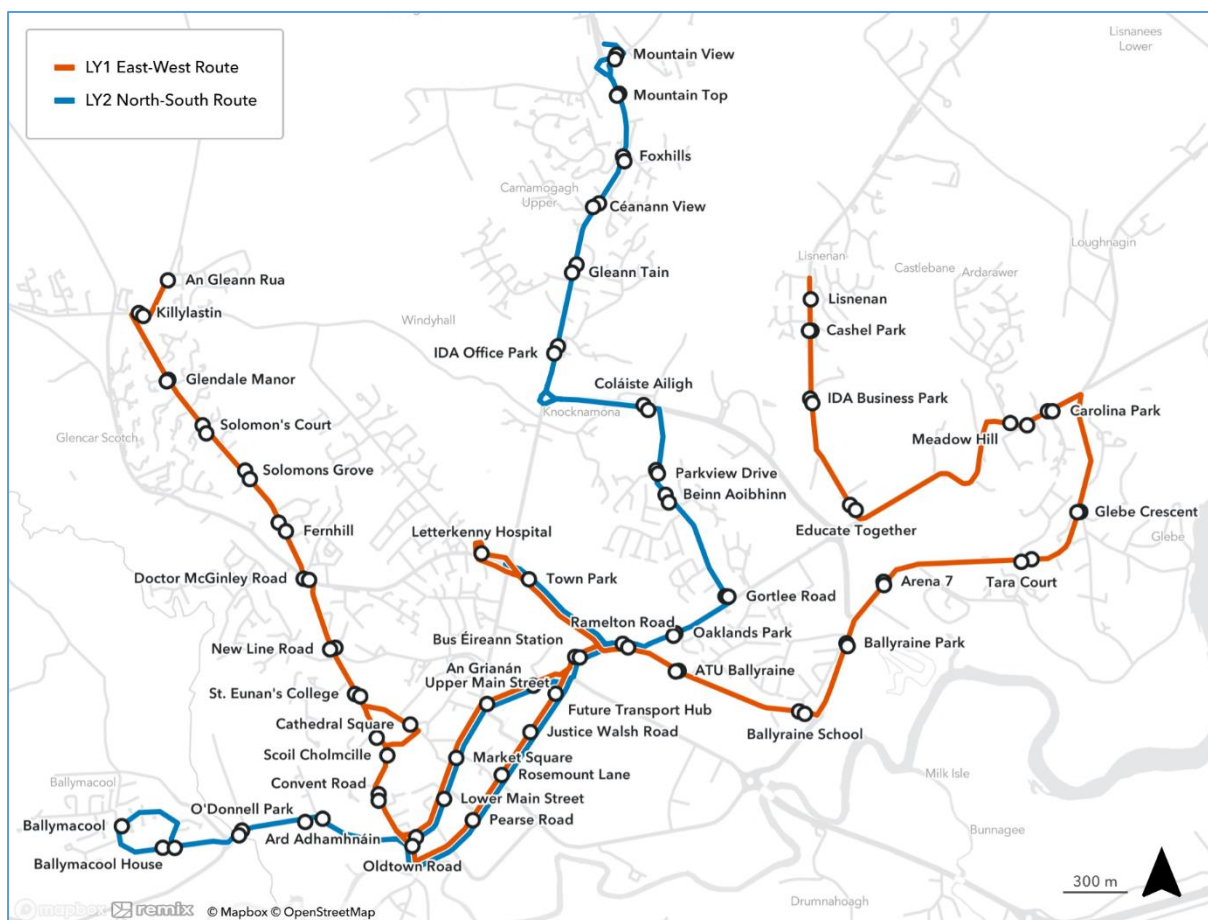 LY1 East-West Route
LY2 North-South Route
Mountain View
Lisnanees
Lower
Mountain Top
Foxhills
Carnamogagh
Upper
Céanann View
Loughnagin
Lisnenan
Castlebane
Ardarawer
Gleann Tain
An Gleann Rua
Killylastin
Lisnenan
Windyhall
Cashel Park
IDA Office Park
Glendale Manor
Coláiste Ailigh
IDA Business Park
Knocknamona
Carolina Park
Meadow Hill
Solomon's Court
Glencar Scotch
Solomons Grove
Parkview Drive
Beinn Aoibhinn
Glebe Crescent
Educate Together
Fernhill
Letterkenny Hospital
Glebe
Doctor McGinley Road
Town Park
Arena 7
Tara Court
Gortlee Road
Ramelton Road
Oaklands Park
Bus Éireann Station
Ballyraine Park
New Line Road
An Grianán
ATU Ballyraine
Upper Main Street
St. Eunan's College
Future Transport Hub
Cathedral Square
Justice Walsh Road
Ballyraine School
Scoil Cholmcille
Market Square
Rosemount Lane
Milk Isle
Ballymacool
Convent Road
Lower Main Street
O'Donnell Park
Pearse Road
Ballymacool
Bunnagee
Ard Adhamhnáin
Ballymacool House
Oldtown Road
300 m
Drumnahoagh
mapbox remix © Mapbox © OpenStreetMap